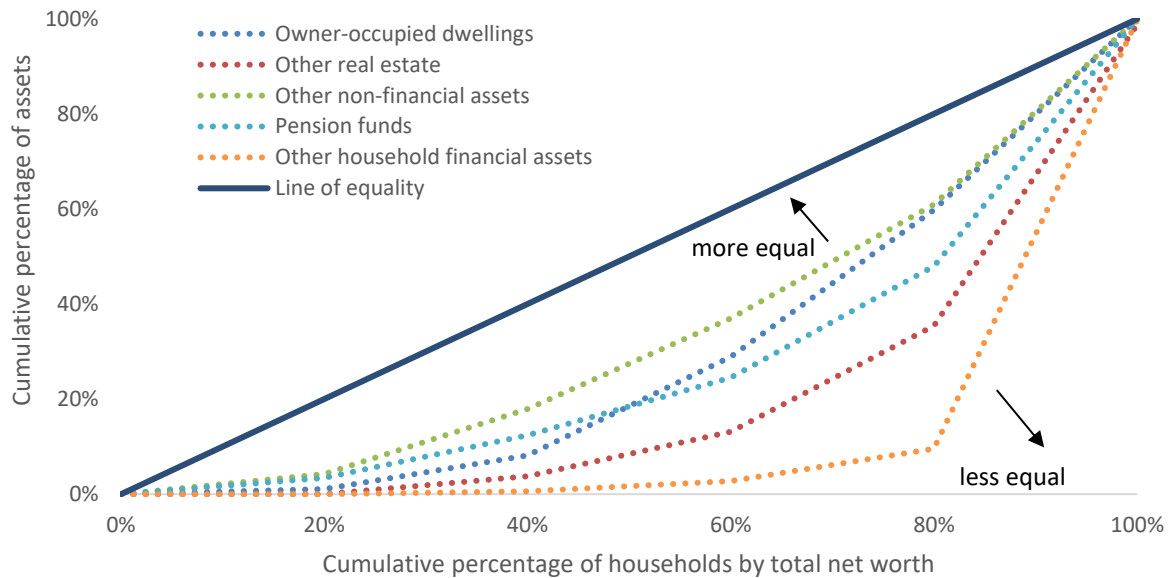 100%
80%
60%
40%
20%
0%
Cumulative percentage of assets
Owner-occupied dwellings
Other real estate
Other non-financial assets
Pension funds
Other household financial assets
Line of equality
more equal
less equal
0%
20%
40%
60%
80%
100%
Cumulative percentage of households by total net worth